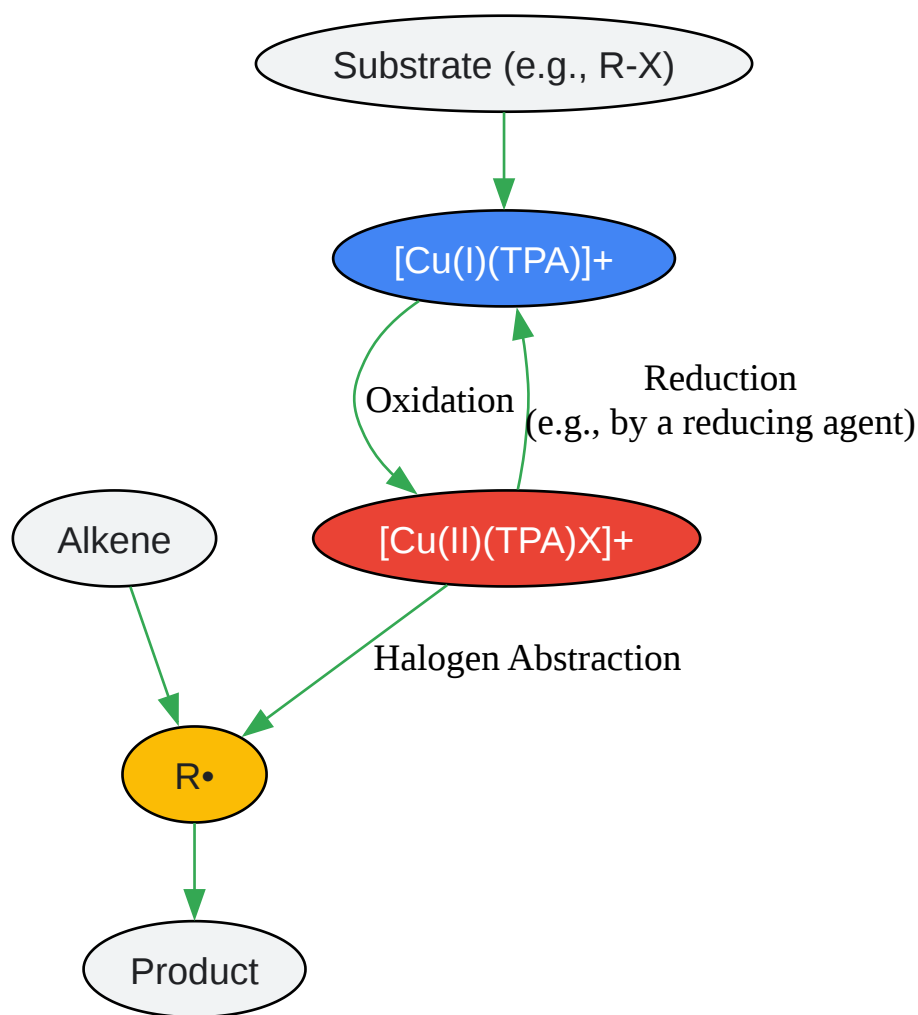 Substrate (e.g., R-X)
[Cu(I)(TPA)]+
Oxidation
Reduction
(e.g., by a reducing agent)
Alkene
[Cu(II)(TPA)X]+
Halogen Abstraction
R•
Product